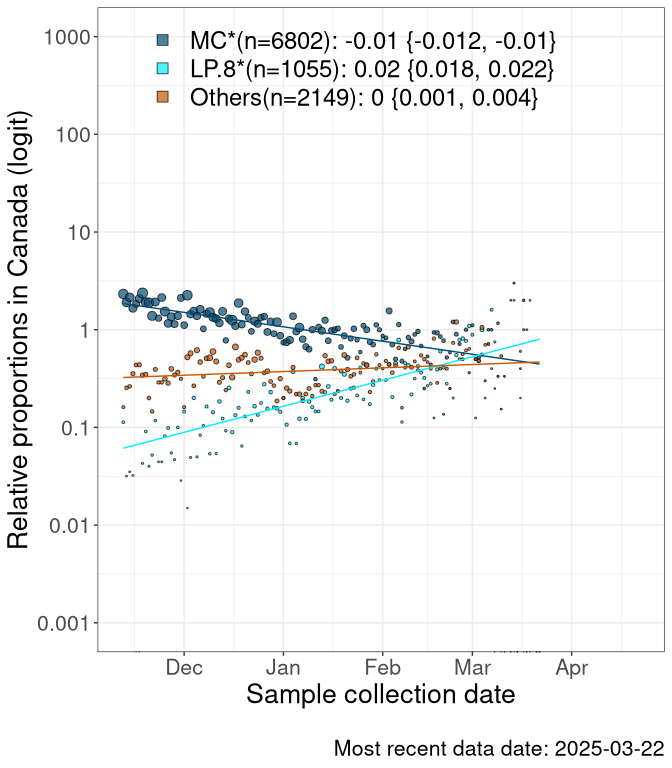 MC*(n=6802): -0.01 {-0.012, -0.01}
LP.8*(n=1055): 0.02 {0.018, 0.022}
Others(n=2149): 0 {0.001, 0.004}
Relative proportions in Canada (logit)
1000
100
10
1
0.1
0.01
0.001
Dec Jan Feb Mar Apr
Sample collection date
Most recent data date: 2025-03-22